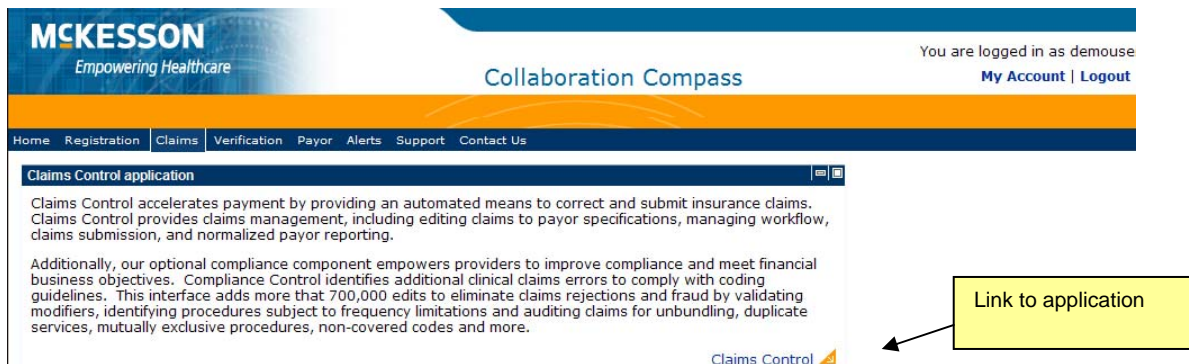 MCKESSON
Empowering Healthcare
Collaboration Compass
You are logged in as demouse
My Account | Logout
Home Registration Claims Verification Payor Alerts Support Contact Us
Claims Control application
Claims Control accelerates payment by providing an automated means to correct and submit insurance claims.
Claims Control provides claims management, including editing claims to payor specifications, managing workflow,
claims submission, and normalized payor reporting.
Additionally, our optional compliance component empowers providers to improve compliance and meet financial
business objectives. Compliance Control identifies additional clinical claims errors to comply with coding
guidelines. This interface adds more that 700,000 edits to eliminate claims rejections and fraud by validating
modifiers, identifying procedures subject to frequency limitations and auditing claims for unbundling, duplicate
services, mutually exclusive procedures, non-covered codes and more.
Claims Control
Link to application